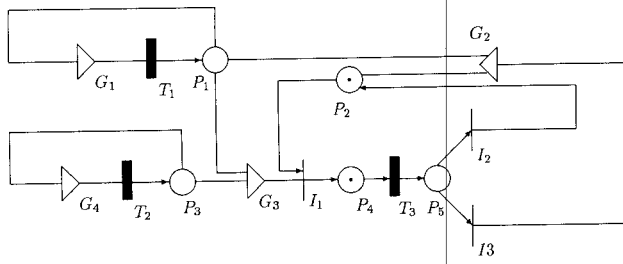 G₂
G₁ T₁ P₁
P₂
I₂
G₄ T₂ P₃ G₃ I₁ P₄ T₃ P₅
I3